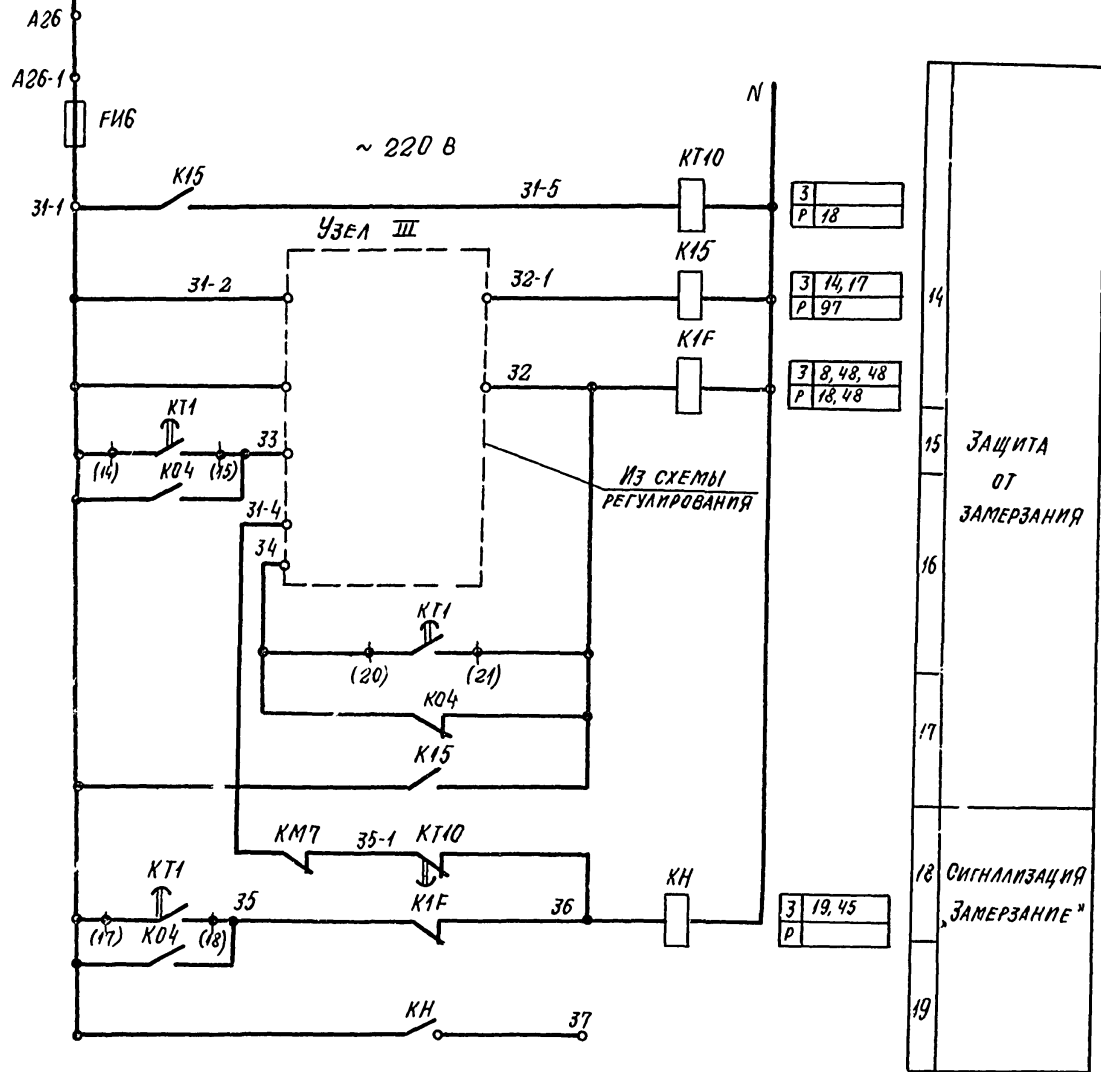 А26
А26-1
FИ6
N
~ 220 В
КТ10
К15
31-5
31-1
З
Р 18
Узел III
К15
31-2
32-1
З 14,17
Р 97
14
К1F
32
З 8,48,48
Р 18,48
КТ1
33
15
ЗАЩИТА
(14)
К04
(15)
Из схемы
ОТ
РЕГУЛИРОВАНИЯ
31-4
ЗАМЕРЗАНИЯ
34
16
КТ1
(20)
(21)
К04
17
К15
КМ7
35-1
КТ10
КТ1
К1F
КН
18
СИГНАЛИЗАЦИЯ
35
36
З 19,45
„ЗАМЕРЗАНИЕ"
(17)
К04
(18)
Р
КН
37
19